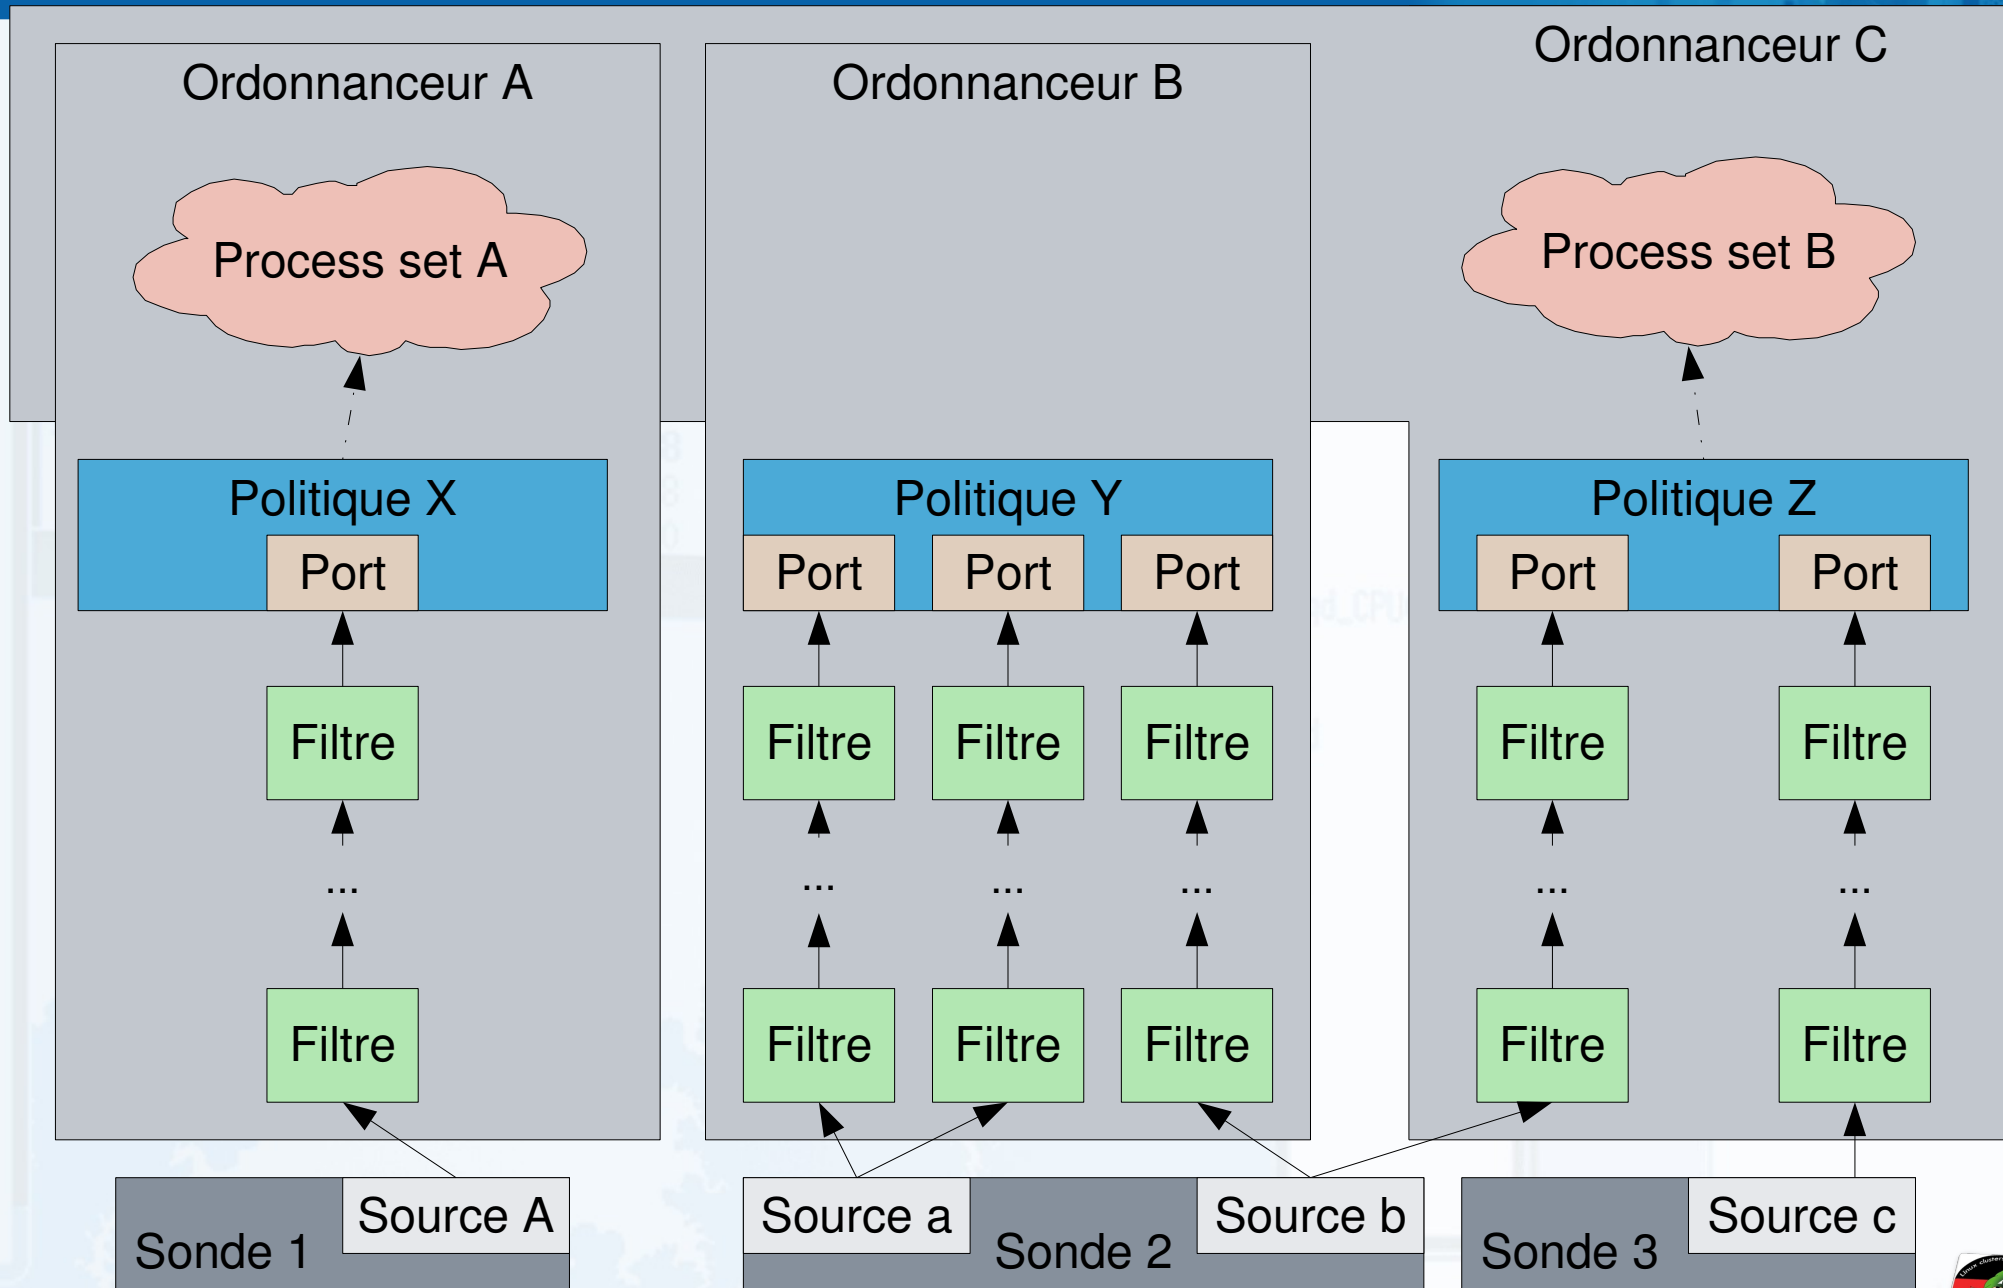 Ordonnanceur C
Ordonnanceur A
Ordonnanceur B
Process set A
Process set B
Politique X
Politique Y
Politique Z
Port
Port
Port
Port
Port
Port
Filtre
Filtre
Filtre
Filtre
Filtre
Filtre
...
...
...
...
...
...
Filtre
Filtre
Filtre
Filtre
Filtre
Filtre
Source A
Source a
Source b
Source c
Sonde 1
Sonde 2
Sonde 3